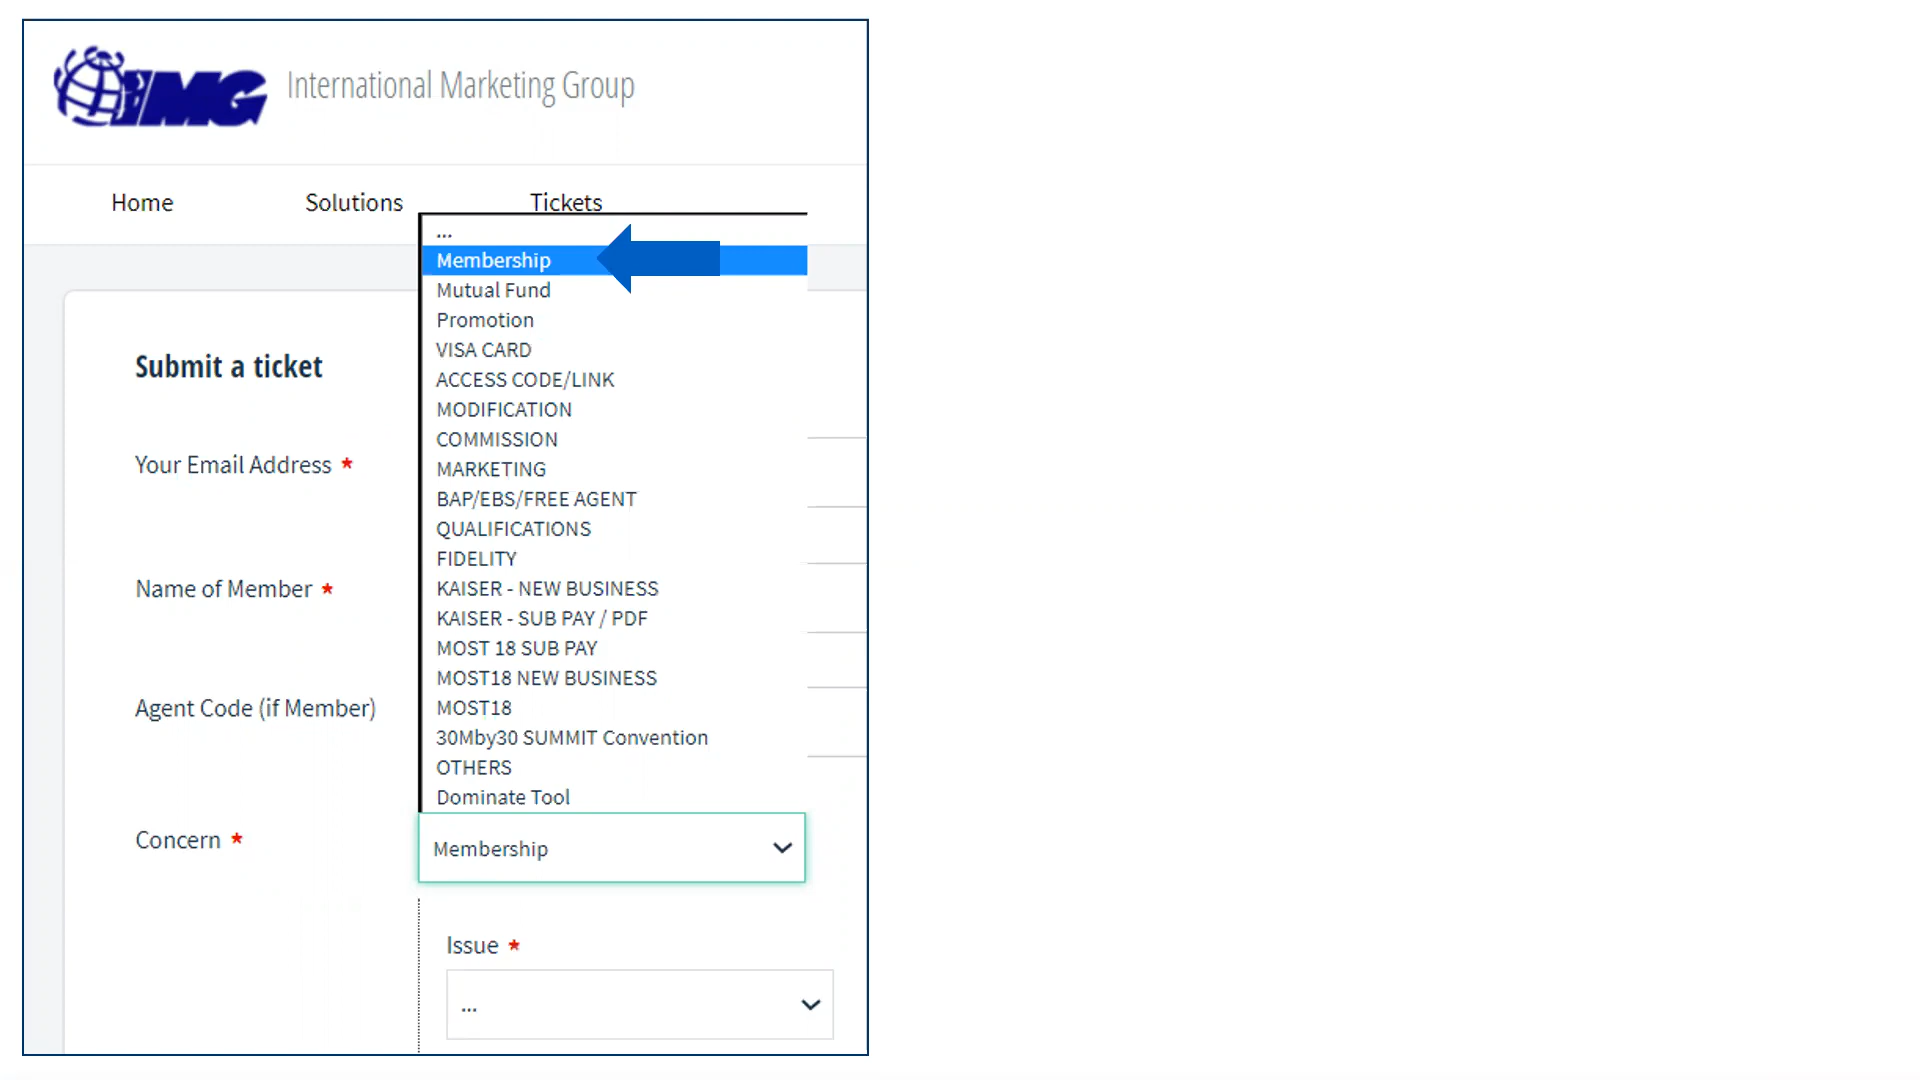 IMG International Marketing Group
Home Solutions Tickets
...
Membership
Mutual Fund
Promotion
VISA CARD
ACCESS CODE/LINK
MODIFICATION
COMMISSION
MARKETING
BAP/EBS/FREE AGENT
QUALIFICATIONS
FIDELITY
KAISER - NEW BUSINESS
KAISER - SUB PAY / PDF
MOST 18 SUB PAY
MOST18 NEW BUSINESS
MOST18
30Mby30 SUMMIT Convention
OTHERS
Dominate Tool
Submit a ticket
Your Email Address *
Name of Member *
Agent Code (if Member)
Concern *
Membership
Issue *
...